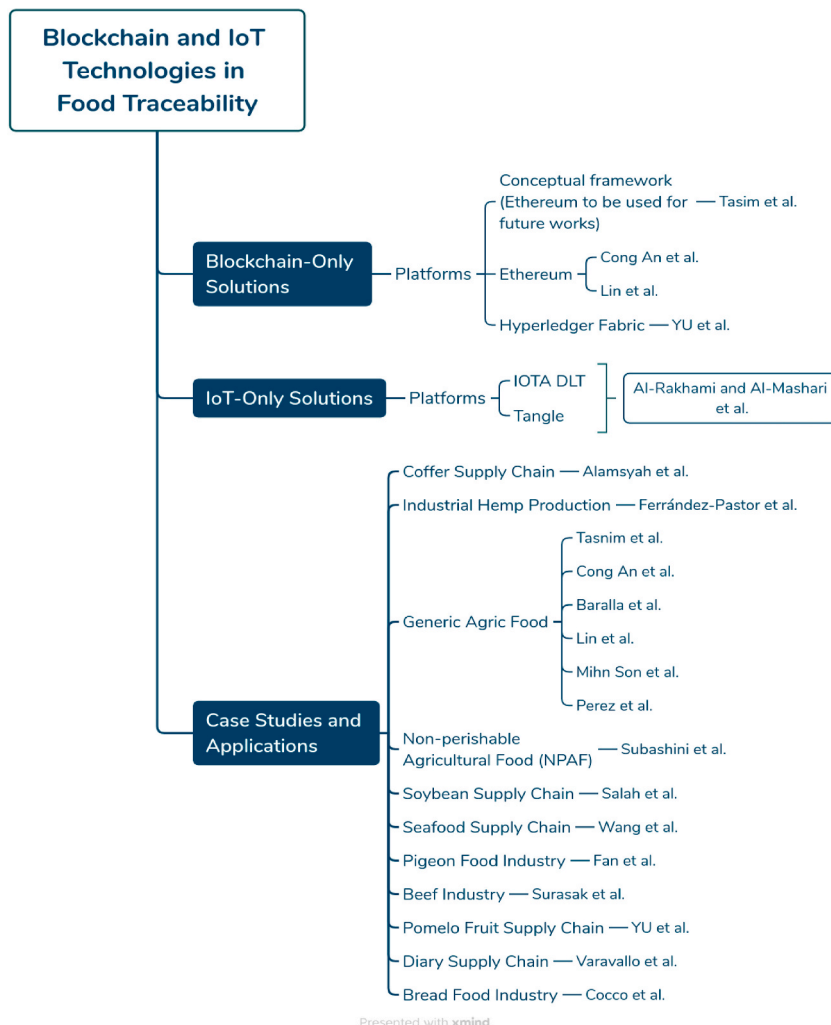 Blockchain and IoT
Technologies in
Food Traceability
Conceptual framework
(Ethereum to be used for
future works)
Tasim et al.
Blockchain-Only
Solutions
Platforms
Ethereum
Cong An et al.
Lin et al.
Hyperledger Fabric
YU et al.
IoT-Only Solutions
Platforms
IOTA DLT
Tangle
Al-Rakhami and Al-Mashari
et al.
Case Studies and
Applications
Coffer Supply Chain
Alamsyah et al.
Industrial Hemp Production
Ferrández-Pastor et al.
Generic Agric Food
Tasnim et al.
Cong An et al.
Baralla et al.
Lin et al.
Mihn Son et al.
Perez et al.
Non-perishable
Agricultural Food (NPAF)
Subashini et al.
Soybean Supply Chain
Salah et al.
Seafood Supply Chain
Wang et al.
Pigeon Food Industry
Fan et al.
Beef Industry
Surasak et al.
Pomelo Fruit Supply Chain
YU et al.
Diary Supply Chain
Varavallo et al.
Bread Food Industry
Cocco et al.
Presented with xmind